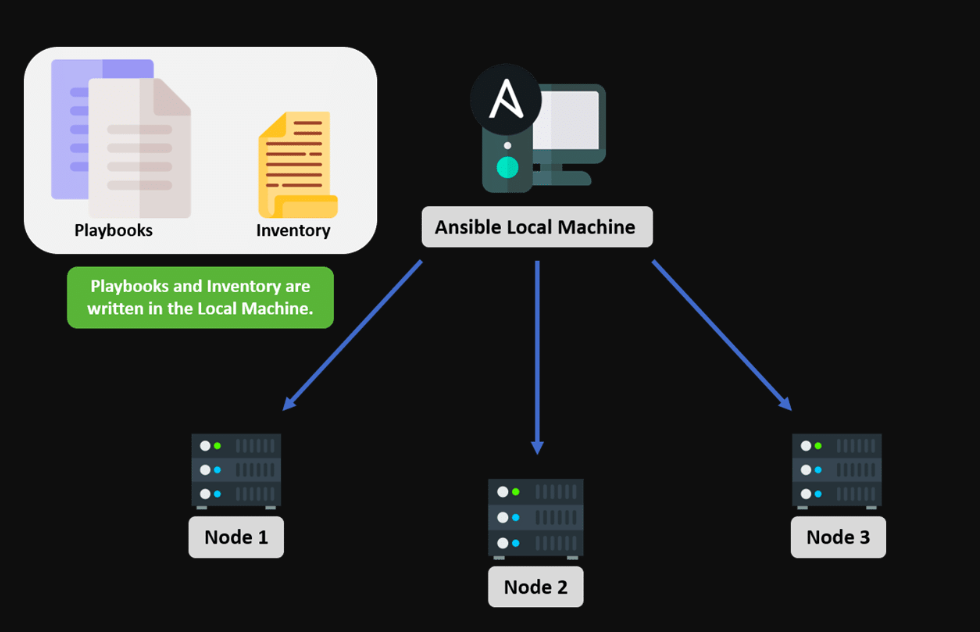 Playbooks
Inventory
Playbooks and Inventory are
written in the Local Machine.
Ansible Local Machine
Node 1
Node 2
Node 3